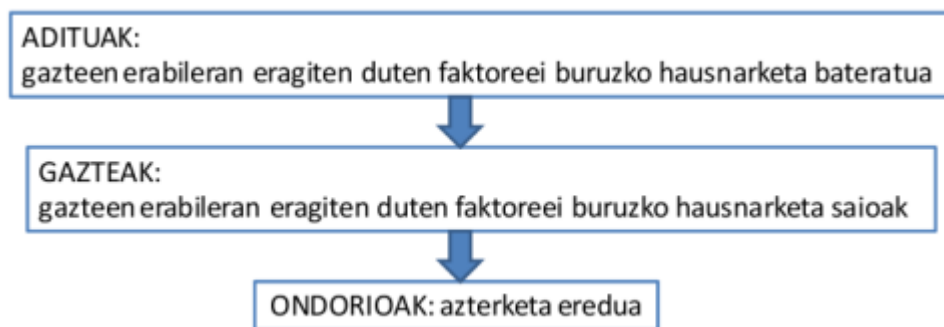 ADITUAK:
gazteen erabileran eragiten duten faktoreei buruzko hausnarketa bateratua
GAZTEAK:
gazteen erabileran eragiten duten faktoreei buruzko hausnarketa saioak
ONDORIOAK: azterketa eredua